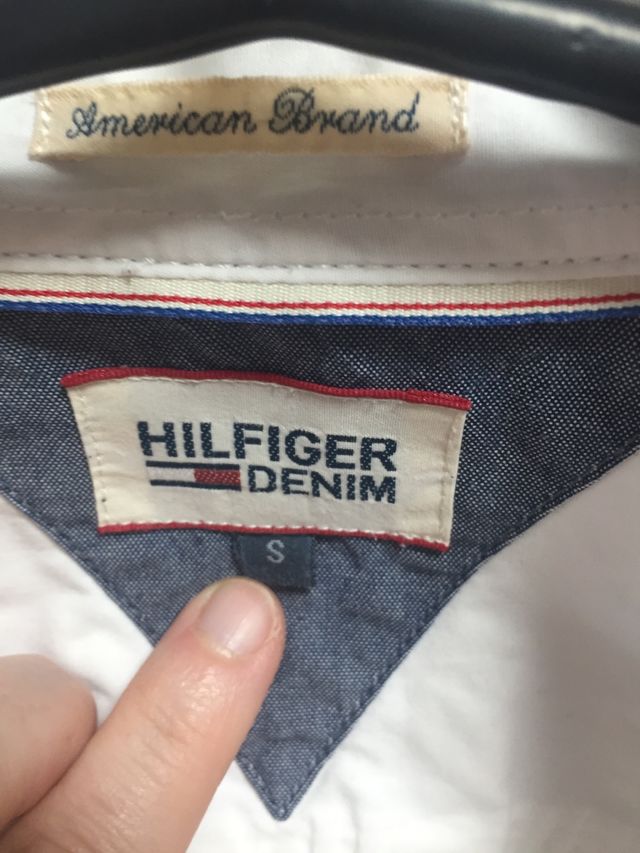 American Brand
HILFIGER
DENIM
S